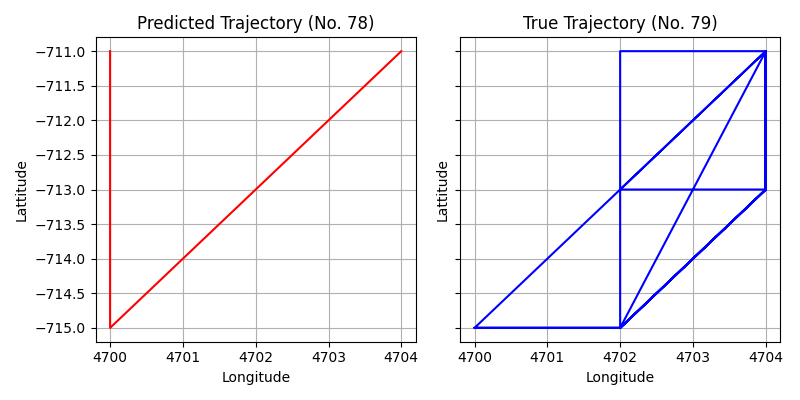 Predicted Trajectory (No. 78)
True Trajectory (No. 79)
−711.0
−711.5
−712.0
−712.5
−713.0
−713.5
−714.0
−714.5
−715.0
Lattitude
Lattitude
4700 4701 4702 4703 4704
4700 4701 4702 4703 4704
Longitude
Longitude